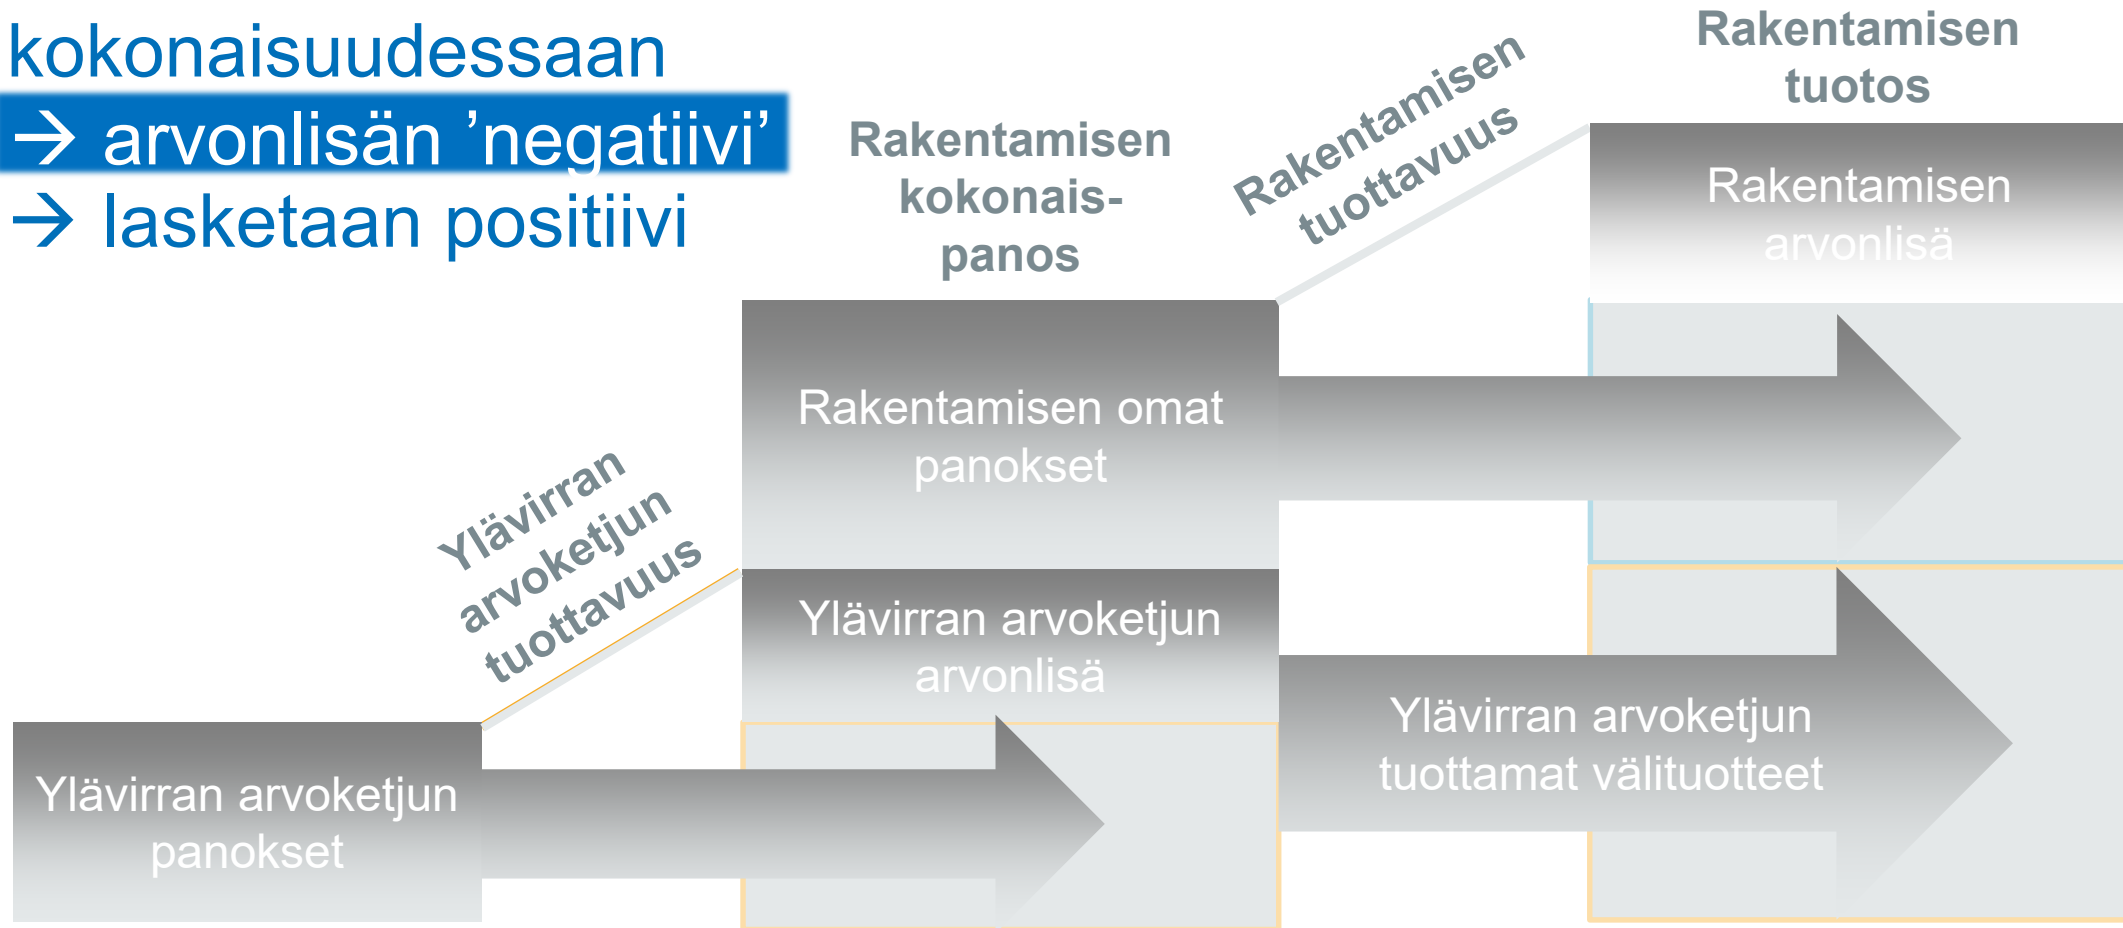 kokonaisuudessaan
→ arvonlisän ’negatiivi’
→ lasketaan positiivi
Rakentamisen
kokonais-
panos
Rakentamisen
tuottavuus
Rakentamisen
tuotos
Rakentamisen
arvonlisä
Rakentamisen omat
panokset
Ylävirran
arvoketjun
tuottavuus
Ylävirran arvoketjun
arvonlisä
Ylävirran arvoketjun
tuottamat välituotteet
Ylävirran arvoketjun
panokset